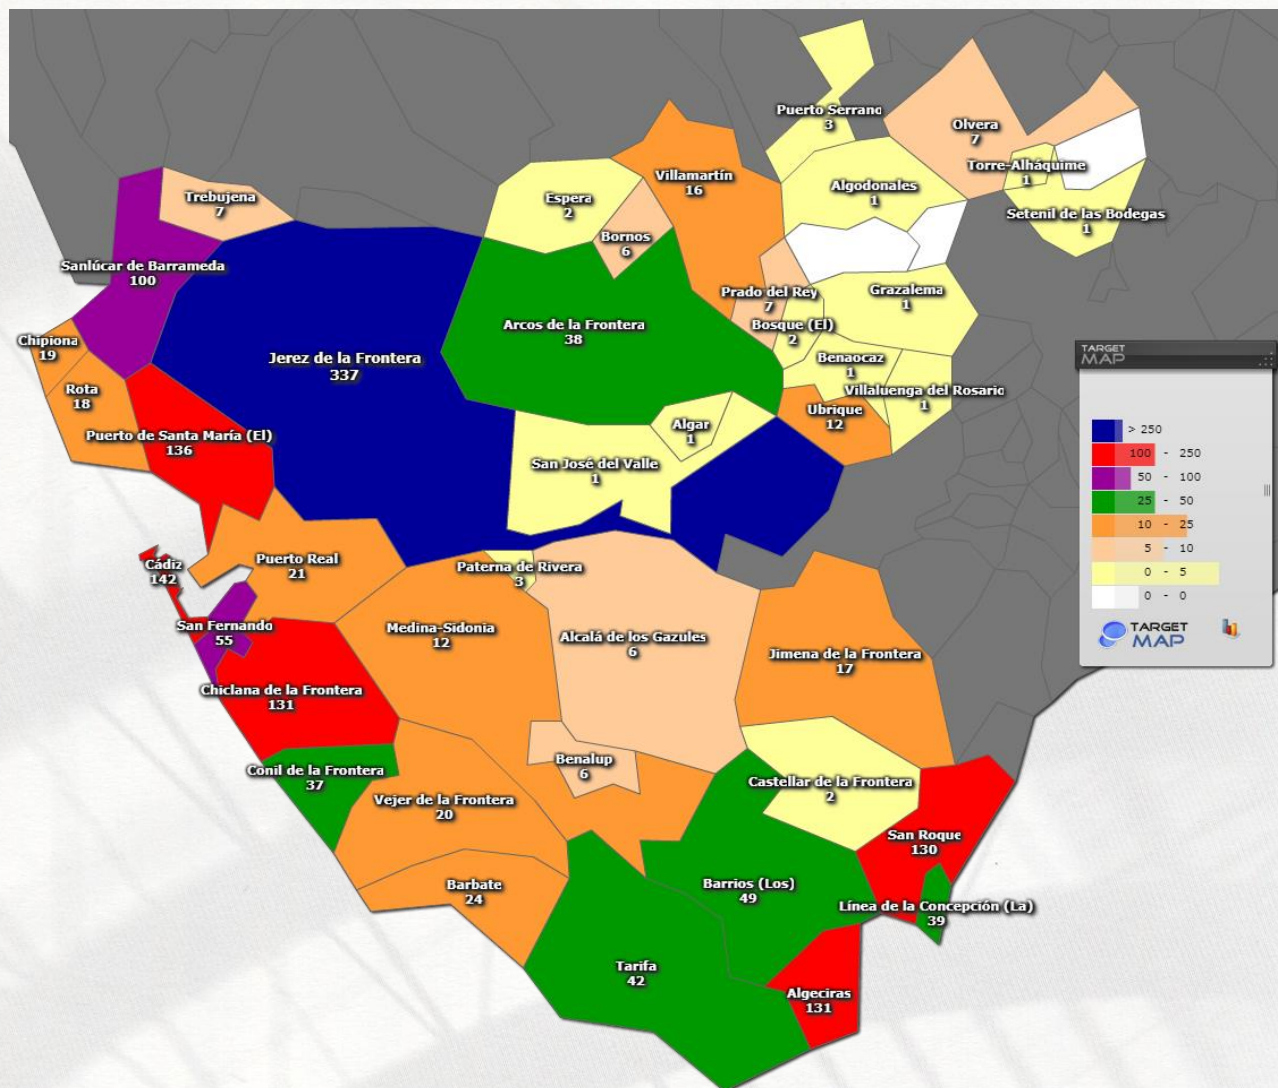 Puerto Serrano
3
Olvera
7
Torre-Alháquime
1
Villamartín
16
Algodonales
1
Setenil de las Bodegas
1
Trebujena
7
Espera
2
Bornos
6
Sanlúcar de Barrameda
100
Prado del Rey
7
Grazalema
1
Arcos de la Frontera
38
Bosque (El)
2
Chipiona
19
Jerez de la Frontera
337
Benaocaz
1
Rota
18
Villaluenga del Rosario
1
Ubrique
12
Algar
1
Puerto de Santa María (El)
136
San José del Valle
1
Puerto Real
21
Cádiz
142
Paterna de Rivera
3
San Fernando
55
Medina-Sidonia
12
Alcalá de los Gazules
6
Jimena de la Frontera
17
Chiclana de la Frontera
131
Conil de la Frontera
37
Benalup
6
Castellar de la Frontera
2
Vejer de la Frontera
20
San Roque
130
Barbate
24
Barrios (Los)
49
Línea de la Concepción (La)
39
Tarifa
42
Algeciras
131
TARGET
MAP
> 250
100 - 250
50 - 100
25 - 50
10 - 25
5 - 10
0 - 5
0 - 0
TARGET
MAP